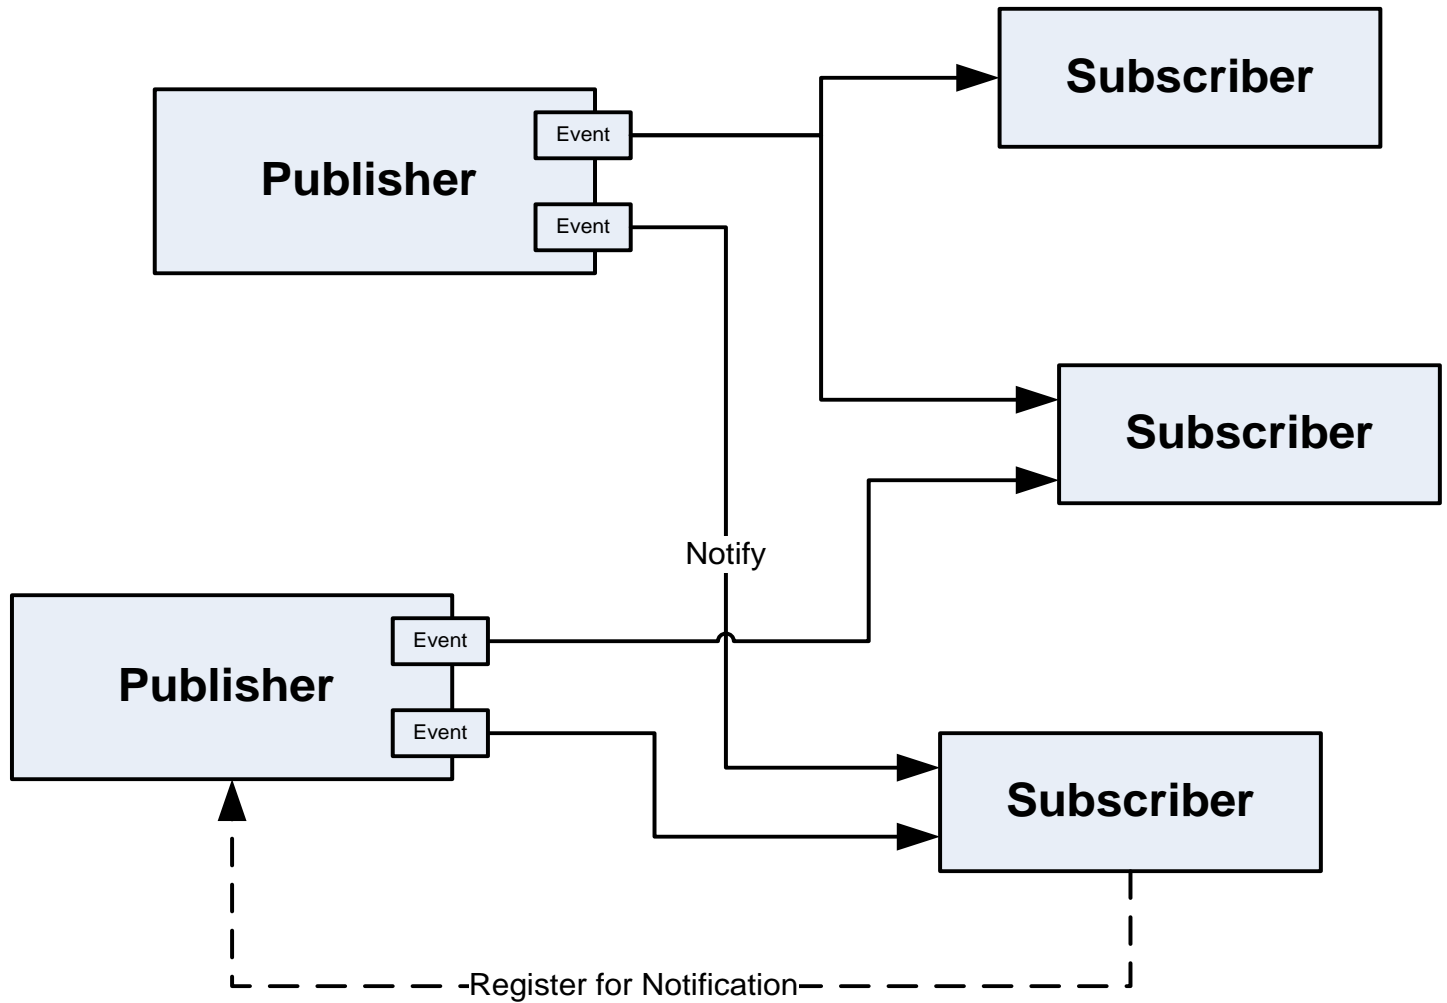 Subscriber
Event
Publisher
Event
Subscriber
Notify
Event
Publisher
Event
Subscriber
Register for Notification